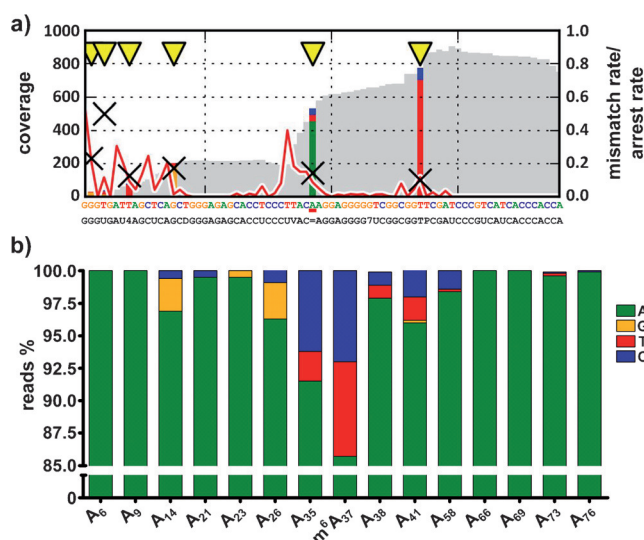 a)
1000
800
600
400
200
0
coverage
1.0
0.8
0.6
0.4
0.2
0
mismatch rate/
arrest rate
GGGTGATTAGCTCAGCTGGGAGAGCACCTCCCTTACAAGGAGGGGGTCGGCGGTTCGATCCCGTCATCACCCACCA
GGGUGAU4AGCUCAGCDGGGAGAGCACCUCCCUVAC=AGGAGGGG7UCGGCGGTPCGAUCCCGUCAUCACCCACCA
b)
100.0
97.5
95.0
92.5
90.0
87.5
85.0
0
reads %
A
G
T
C
A6 A9 A14 A21 A23 A26 A35 m6A37 A38 A41 A58 A66 A69 A73 A76